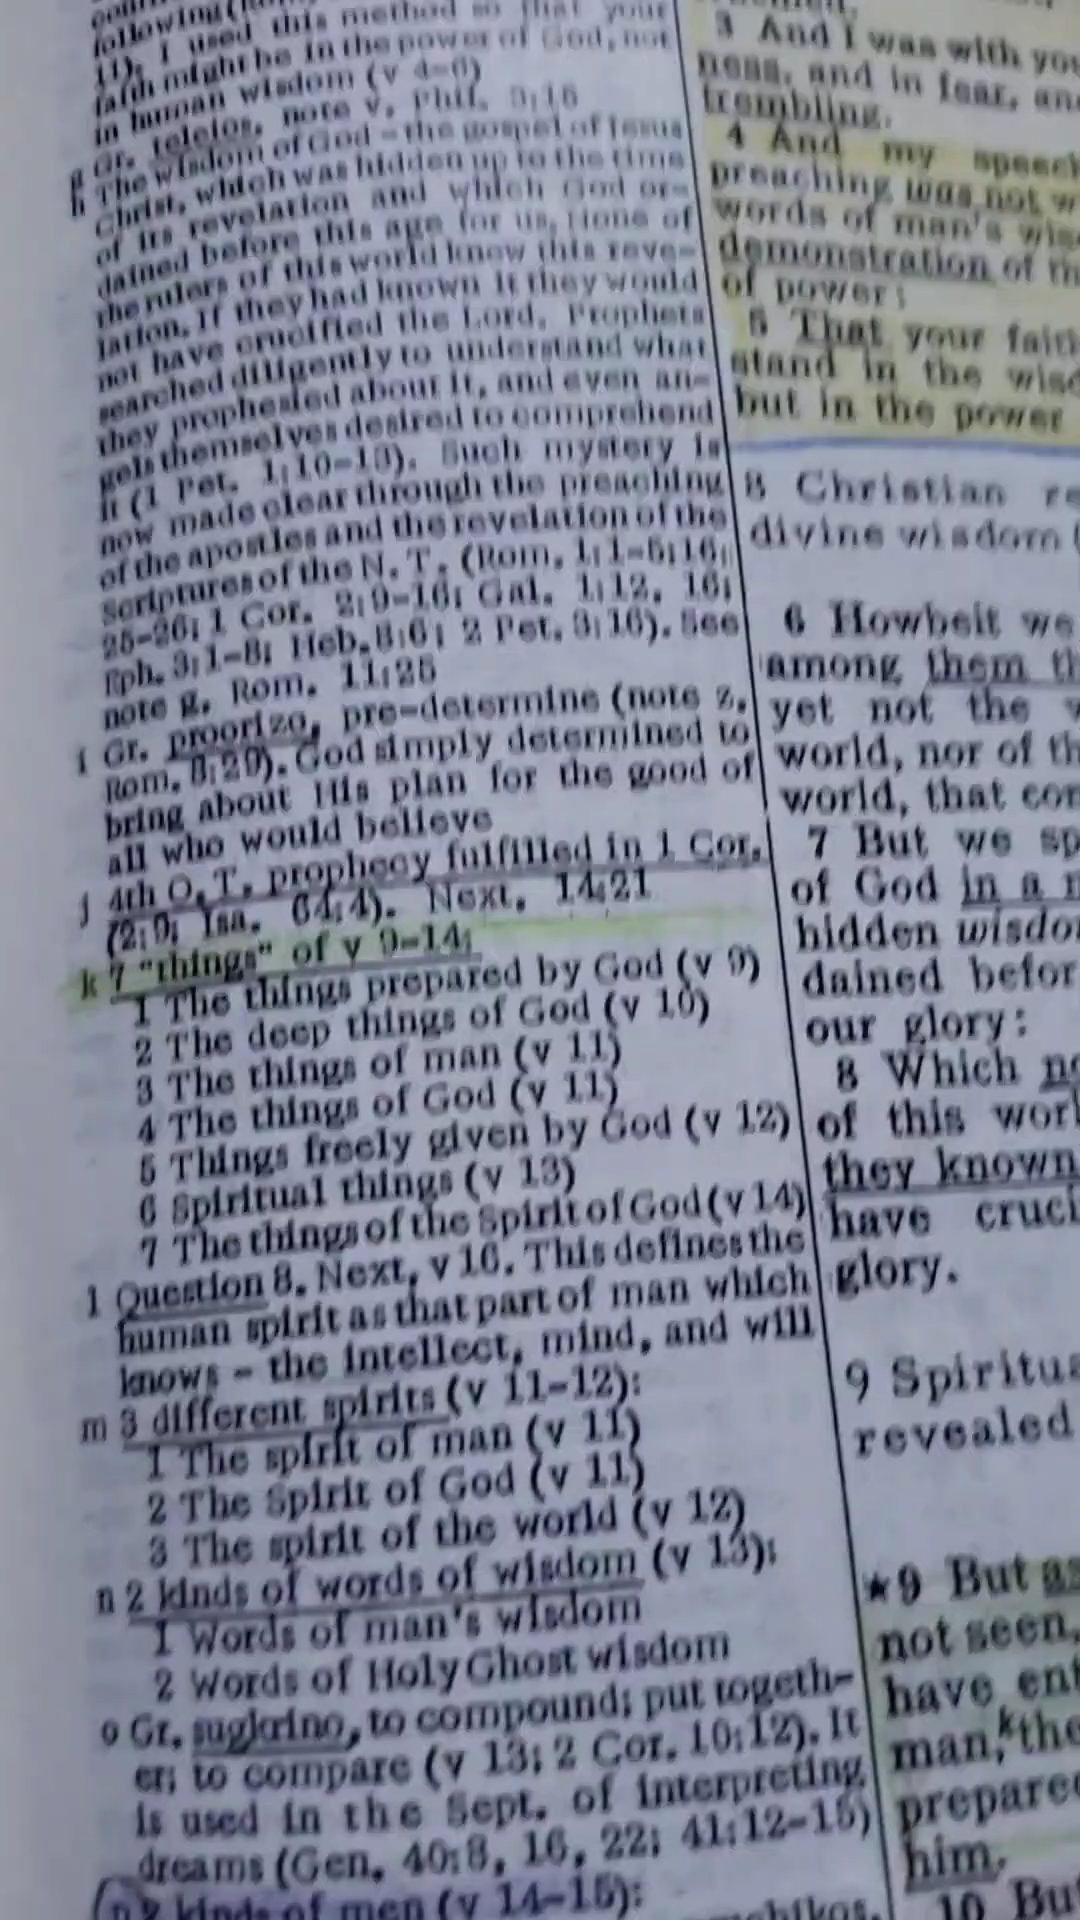 following
11). I used this method so that your
faith might be in the power of God, not
in human wisdom (v 4-6)
g Gr. teleios, note v, Phil. 3:15
h The wisdom of God - the gospel of Jesus
Christ, which was hidden up to the time
of its revelation and which God or-
dained before this age for us. None of
the rulers of this world knew this reve-
lation. If they had known it they would
not have crucified the Lord. Prophets
searched diligently to understand what
they prophesied about it, and even an-
gels themselves desired to comprehend
it (1 Pet. 1:10-13). Such mystery is
now made clear through the preaching
of the apostles and the revelation of the
Scriptures of the N. T. (Rom. 1:1-5; 16:
25-26; 1 Cor. 2:9-16; Gal. 1:12, 16;
Eph. 3:1-8; Heb. 8:6; 2 Pet. 3:16). See
note g, Rom. 11:25
i Gr. proorizo, pre-determine (note z,
Rom. 8:29). God simply determined to
bring about His plan for the good of
all who would believe
j 4th O. T. prophecy fulfilled in 1 Cor.
(2:9; Isa. 64:4). Next, 14:21
k 7 "things" of v 9-14:
1 The things prepared by God (v 9)
2 The deep things of God (v 10)
3 The things of man (v 11)
4 The things of God (v 11)
5 Things freely given by God (v 12)
6 Spiritual things (v 13)
7 The things of the Spirit of God (v 14)
l Question 8. Next, v 16. This defines the
human spirit as that part of man which
knows - the intellect, mind, and will
m 3 different spirits (v 11-12):
1 The spirit of man (v 11)
2 The Spirit of God (v 11)
3 The spirit of the world (v 12)
n 2 kinds of words of wisdom (v 13):
1 Words of man's wisdom
2 Words of Holy Ghost wisdom
o Gr. sugkrino, to compound; put togeth-
er; to compare (v 13; 2 Cor. 10:12). It
is used in the Sept. of interpreting
dreams (Gen. 40:8, 16, 22; 41:12-15)
p 2 kinds of men (v 14-15):
3 And I was with you
ness, and in fear, and
trembling.
4 And my speech
preaching was not w
words of man's wis
demonstration of th
of power:
5 That your faith
stand in the wisd
but in the power
8 Christian re
divine wisdom (
6 Howbeit we
among them th
yet not the w
world, nor of th
world, that com
7 But we sp
of God in a m
hidden wisdom
dained before
our glory:
8 Which no
of this worl
they known
have cruci
glory.
9 Spiritua
revealed
★9 But as
not seen,
have ent
man, k the
prepared
him.
10 But